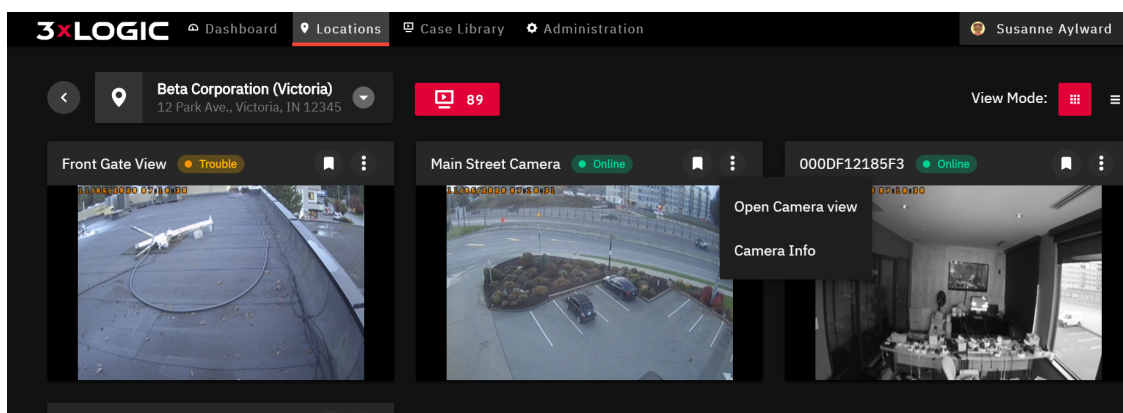 3xLOGIC Dashboard Locations Case Library Administration Susanne Aylward
Beta Corporation (Victoria)
12 Park Ave., Victoria, IN 12345
89
View Mode:
Front Gate View Trouble
Main Street Camera Online
000DF12185F3 Online
Open Camera view
Camera Info